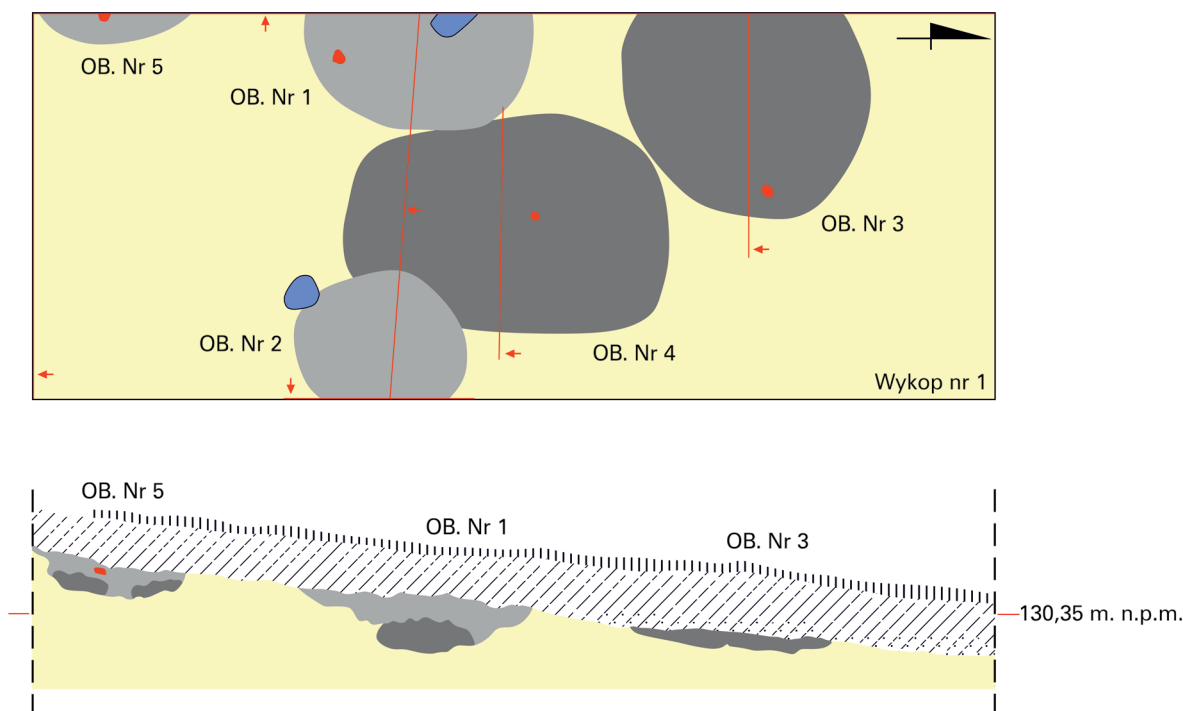 OB. Nr 5
OB. Nr 1
OB. Nr 3
OB. Nr 2
OB. Nr 4
Wykop nr 1
OB. Nr 5
OB. Nr 1
OB. Nr 3
130,35 m. n.p.m.